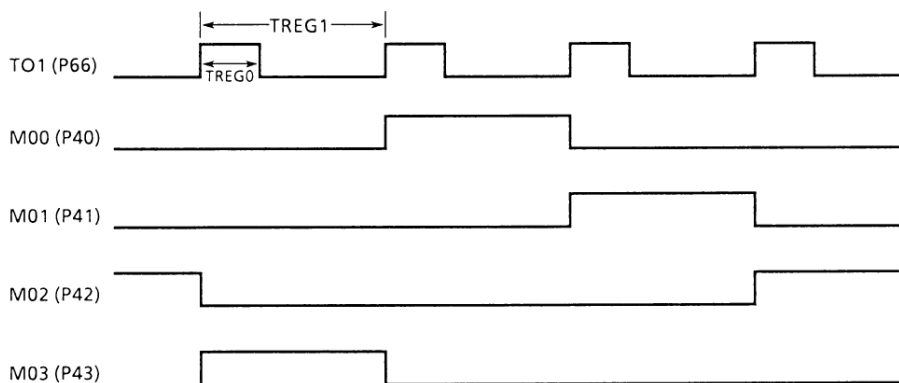 TREG1
TO1 (P66)
TREG0
M00 (P40)
M01 (P41)
M02 (P42)
M03 (P43)